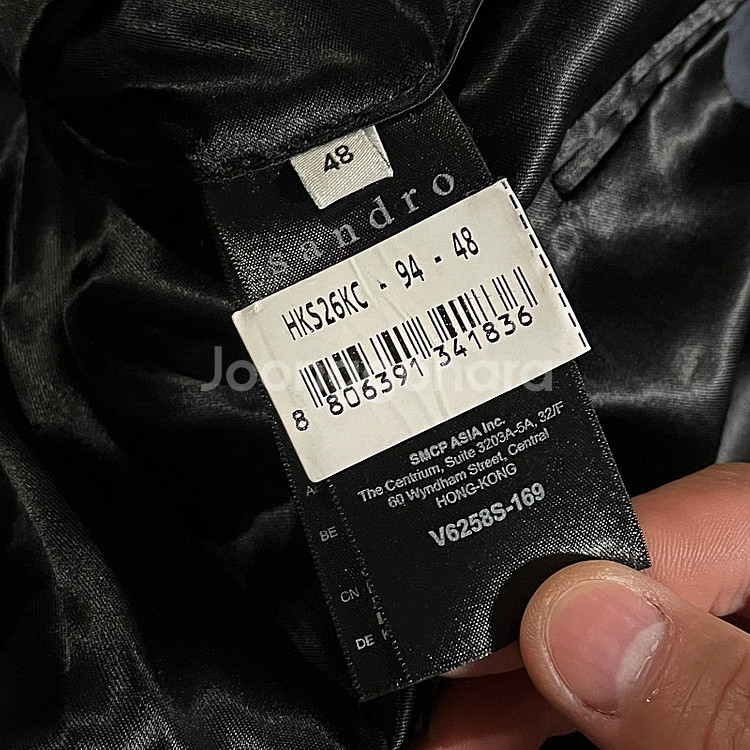 48
sandro
HKS26KC - 94 - 48
8 806391 341836
SMCP ASIA Inc.
The Centrium, Suite 3203A-5A, 32/F
60 Wyndham Street, Central
HONG-KONG
V6258S-169
BE
CN
DE K